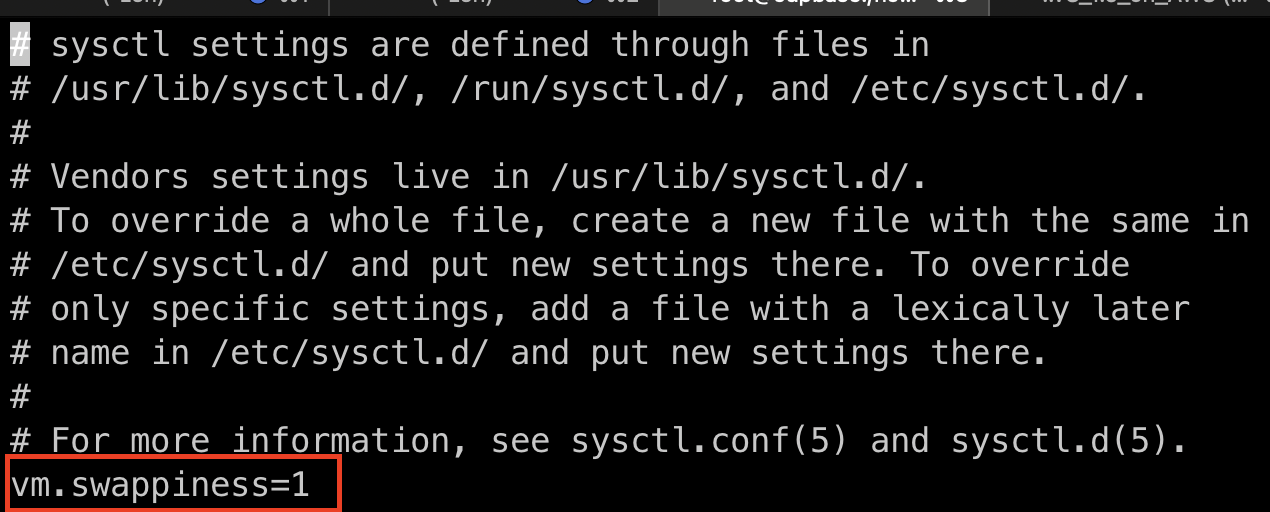 # sysctl settings are defined through files in
# /usr/lib/sysctl.d/, /run/sysctl.d/, and /etc/sysctl.d/.
#
# Vendors settings live in /usr/lib/sysctl.d/.
# To override a whole file, create a new file with the same in
# /etc/sysctl.d/ and put new settings there. To override
# only specific settings, add a file with a lexically later
# name in /etc/sysctl.d/ and put new settings there.
#
# For more information, see sysctl.conf(5) and sysctl.d(5).
vm.swappiness=1